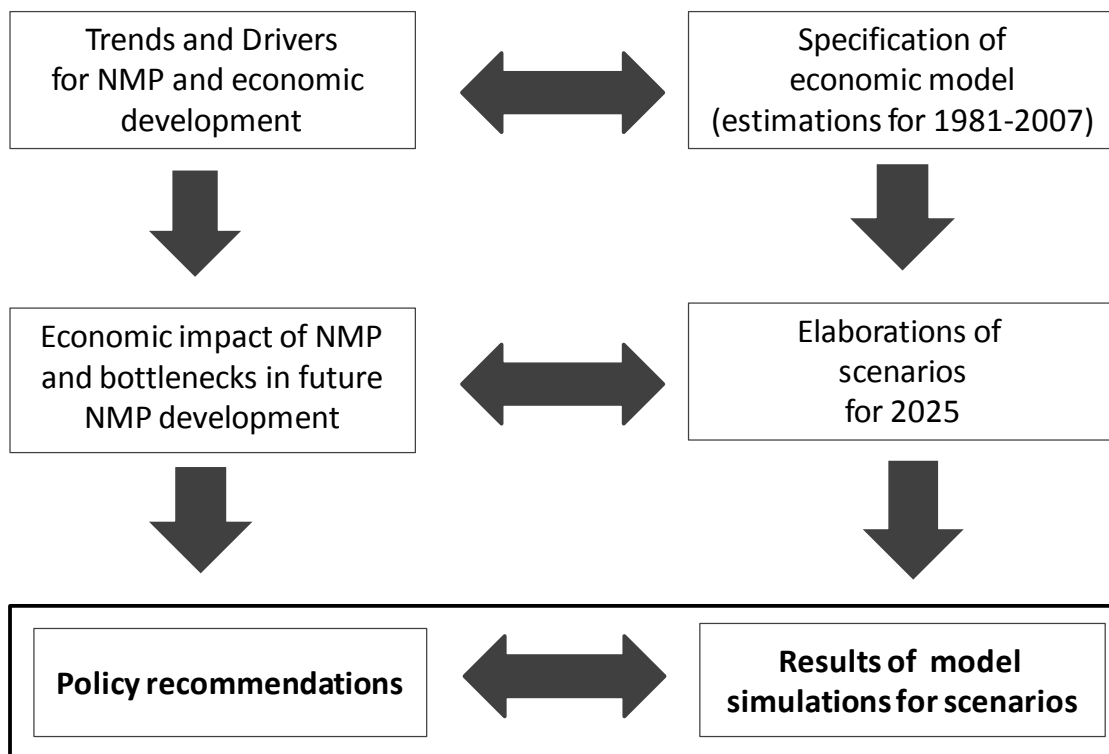 Trends and Drivers
for NMP and economic
development
Specification of
economic model
(estimations for 1981-2007)
Economic impact of NMP
and bottlenecks in future
NMP development
Elaborations of
scenarios
for 2025
Policy recommendations
Results of model
simulations for scenarios